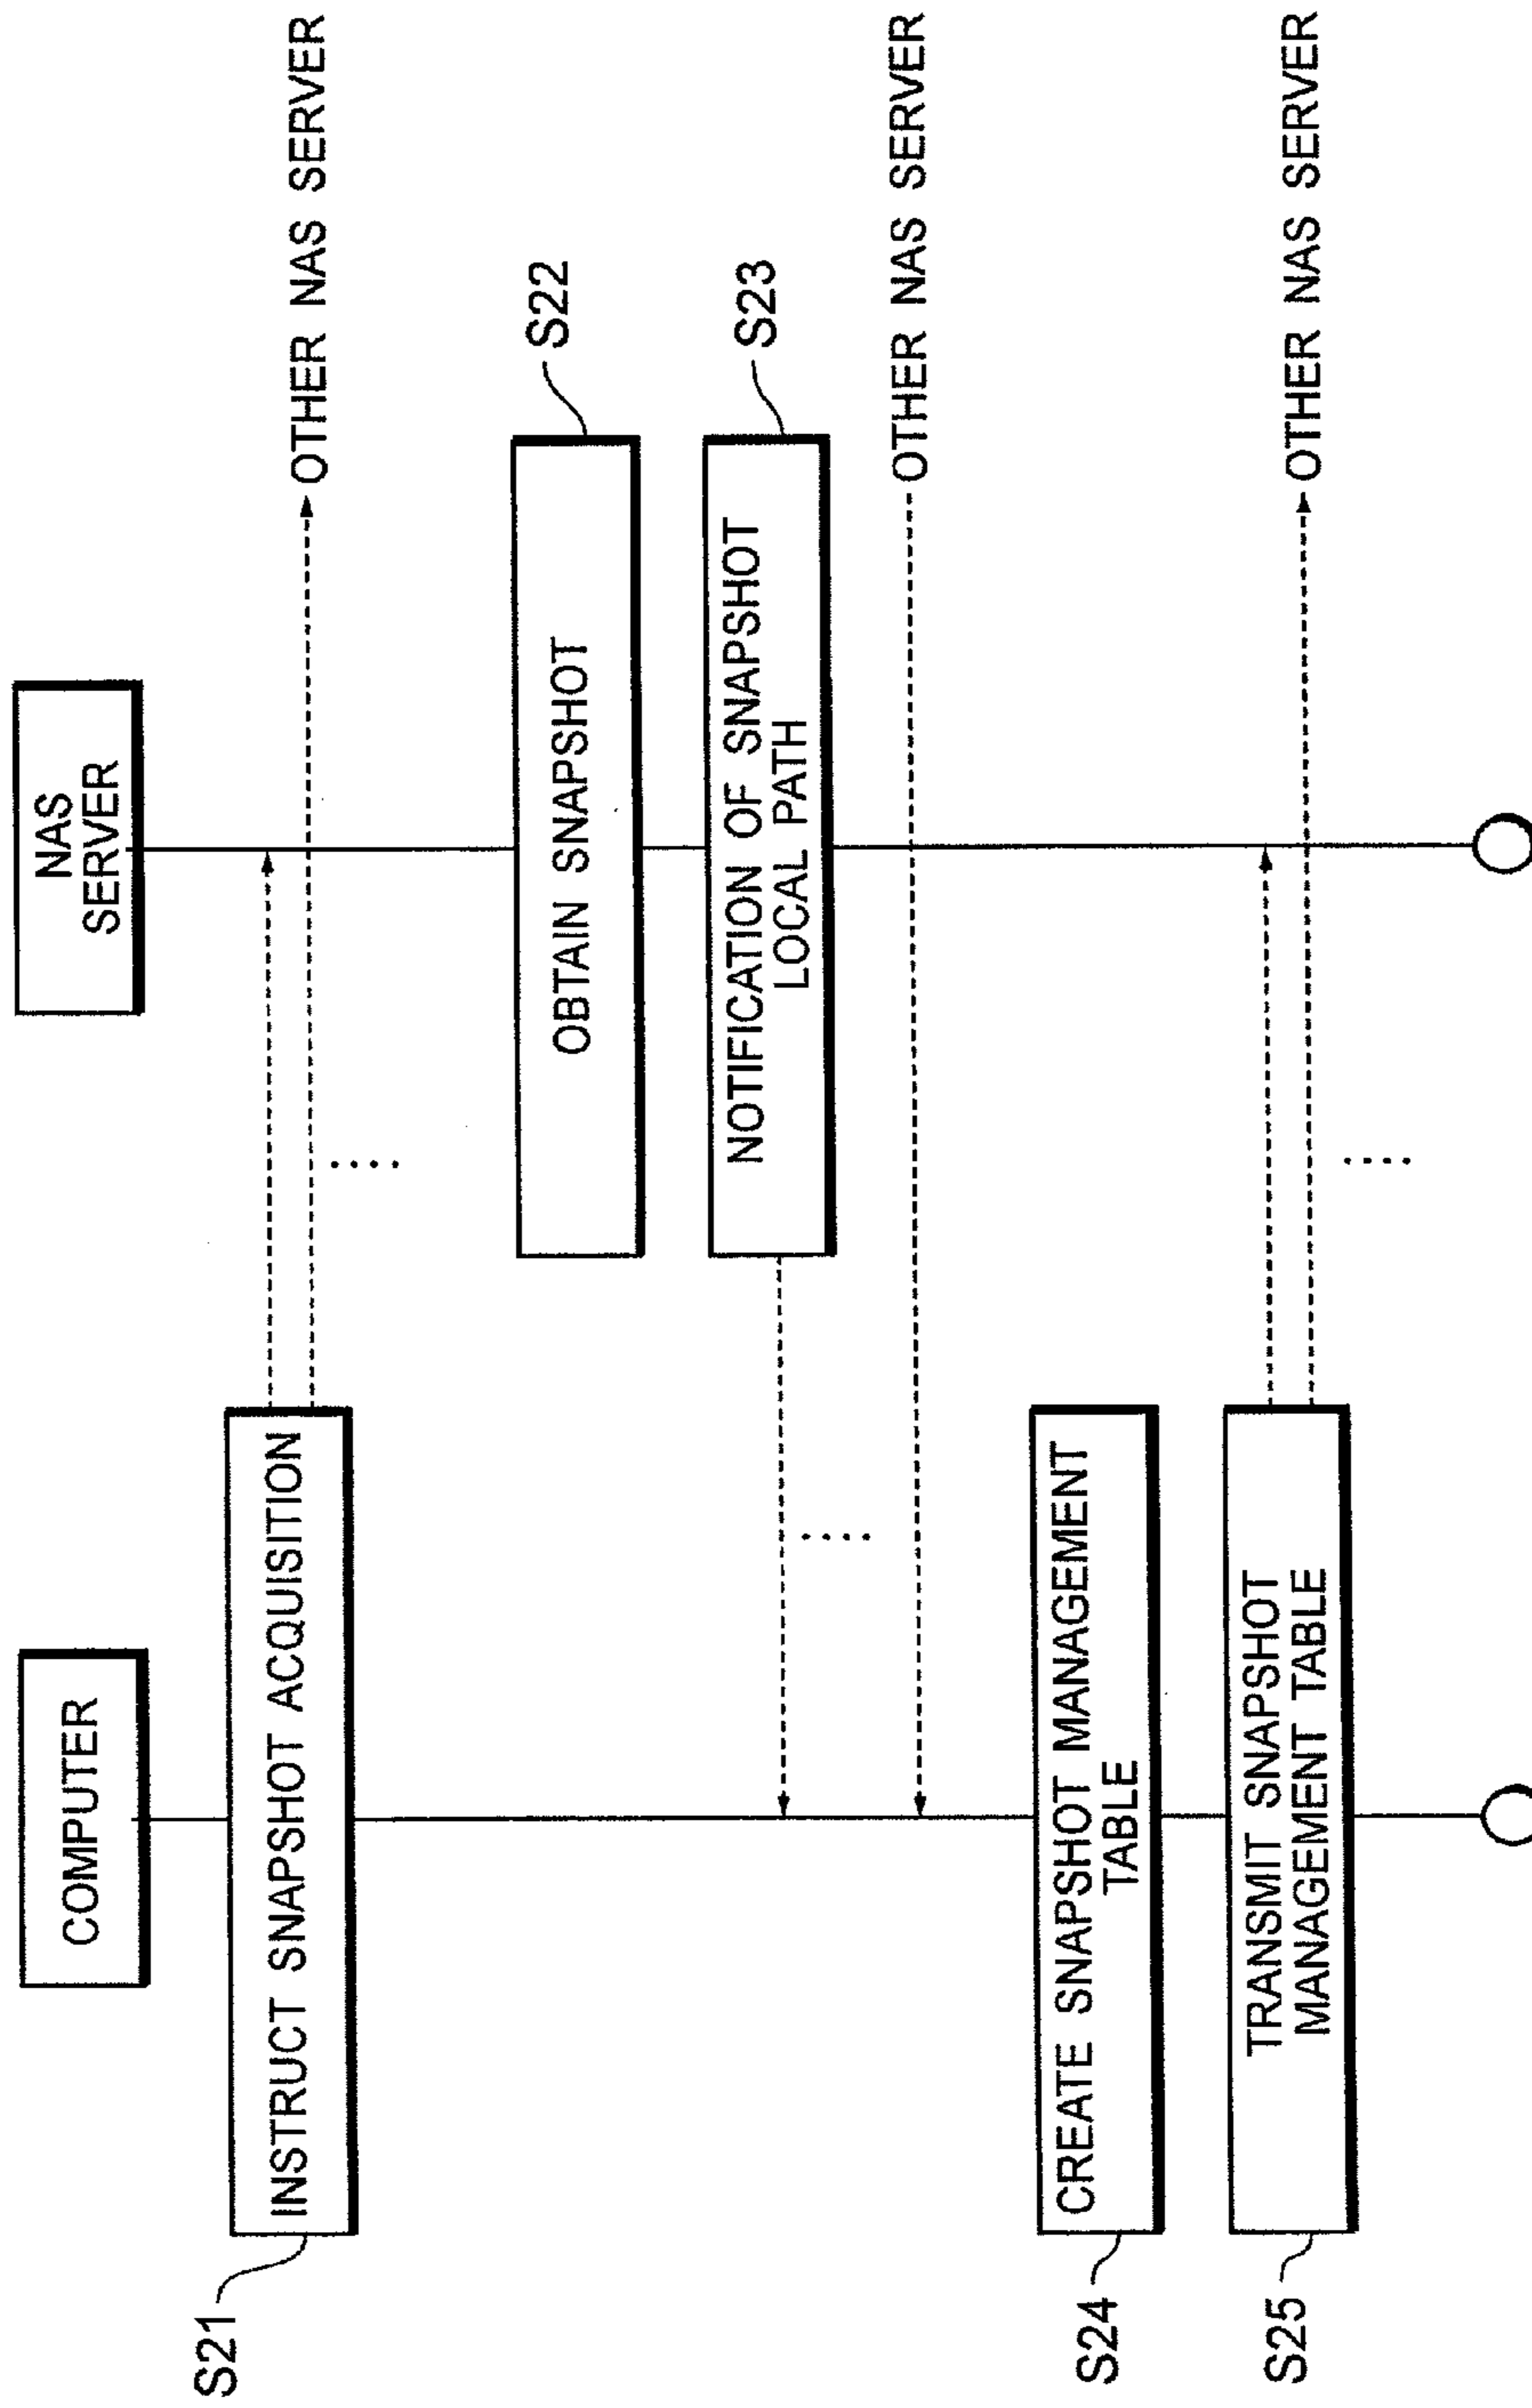 COMPUTER
NAS
SERVER
S21
INSTRUCT SNAPSHOT ACQUISITION
OTHER NAS SERVER
OBTAIN SNAPSHOT
S22
NOTIFICATION OF SNAPSHOT
LOCAL PATH
S23
OTHER NAS SERVER
S24
CREATE SNAPSHOT MANAGEMENT
TABLE
S25
TRANSMIT SNAPSHOT
MANAGEMENT TABLE
OTHER NAS SERVER